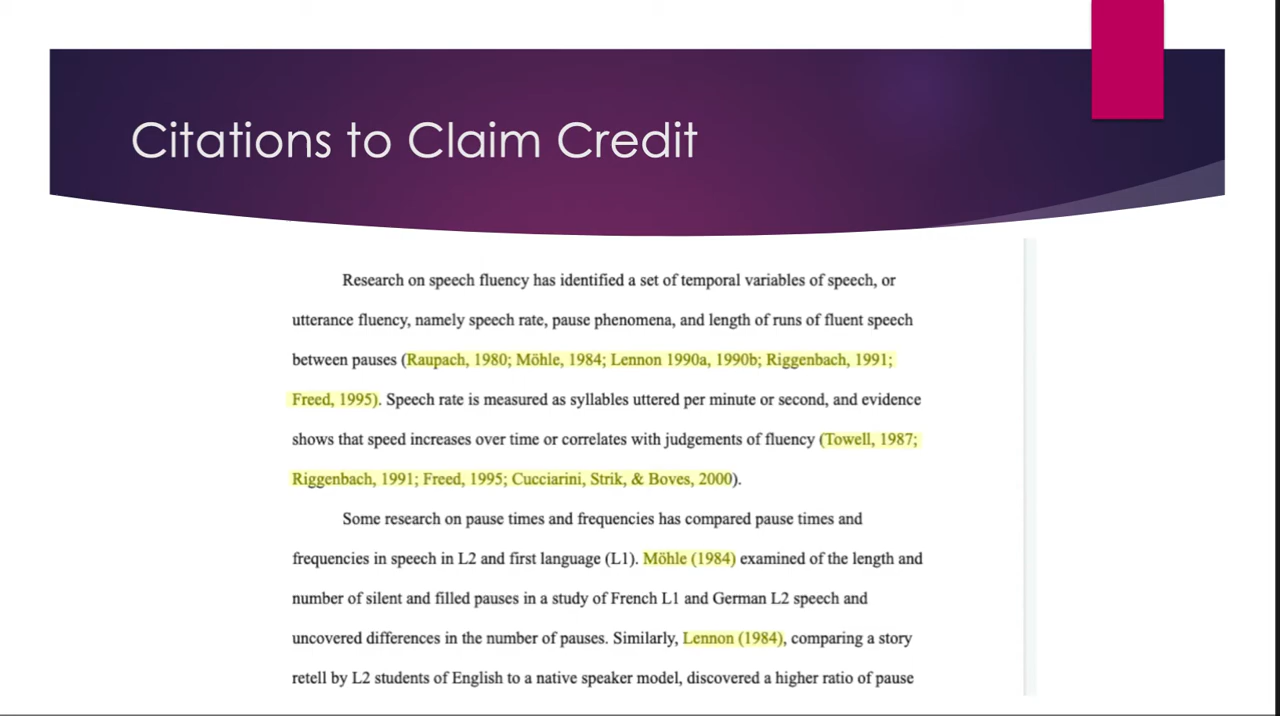 Citations to Claim Credit
Research on speech fluency has identified a set of temporal variables of speech, or
utterance fluency, namely speech rate, pause phenomena, and length of runs of fluent speech
between pauses (Raupach, 1980; Möhle, 1984; Lennon 1990a, 1990b; Riggenbach, 1991;
Freed, 1995). Speech rate is measured as syllables uttered per minute or second, and evidence
shows that speed increases over time or correlates with judgements of fluency (Towell, 1987;
Riggenbach, 1991; Freed, 1995; Cucciarini, Strik, & Boves, 2000).
Some research on pause times and frequencies has compared pause times and
frequencies in speech in L2 and first language (L1). Möhle (1984) examined of the length and
number of silent and filled pauses in a study of French L1 and German L2 speech and
uncovered differences in the number of pauses. Similarly, Lennon (1984), comparing a story
retell by L2 students of English to a native speaker model, discovered a higher ratio of pause